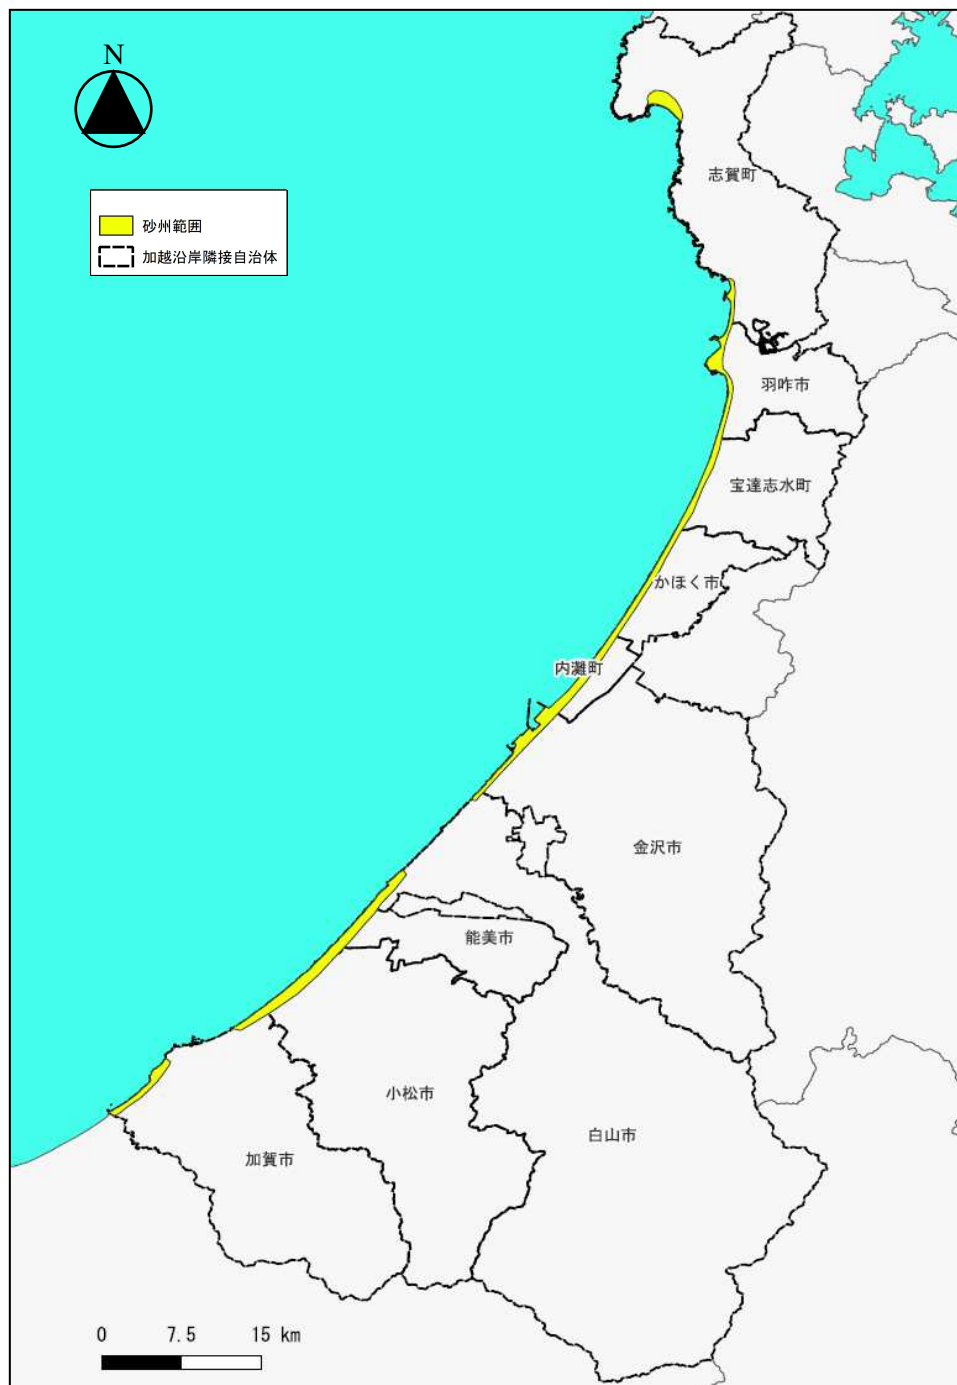 N
砂州範囲
加越沿岸隣接自治体
志賀町
羽咋市
宝達志水町
かほく市
内灘町
金沢市
能美市
小松市
白山市
加賀市
0 7.5 15 km